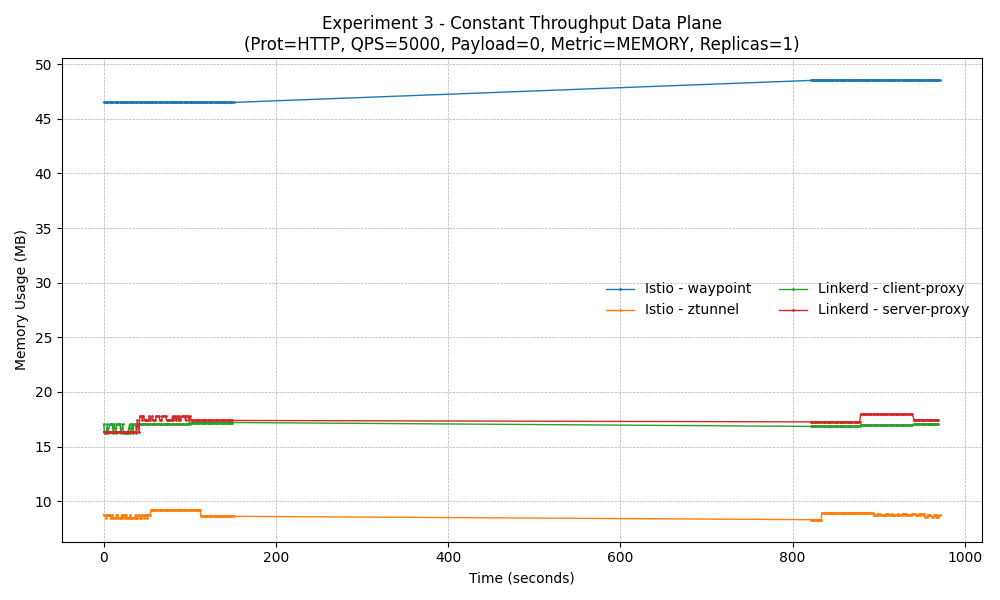 Experiment 3 - Constant Throughput Data Plane
(Prot=HTTP, QPS=5000, Payload=0, Metric=MEMORY, Replicas=1)
50
45
40
35
30
25
20
15
10
Memory Usage (MB)
Istio - waypoint
Istio - ztunnel
Linkerd - client-proxy
Linkerd - server-proxy
0
200
400
600
800
1000
Time (seconds)